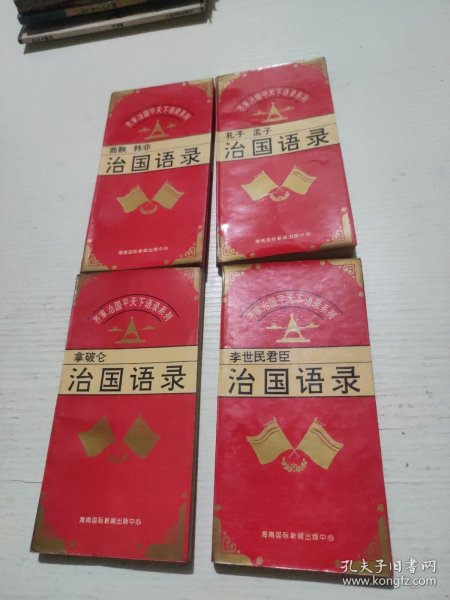 齐家治国平天下语录系列
商鞅 韩非
治国语录
海南国际新闻出版中心
齐家治国平天下语录系列
孔子 孟子
治国语录
海南国际新闻出版中心
齐家治国平天下语录系列
拿破仑
治国语录
海南国际新闻出版中心
齐家治国平天下语录系列
李世民君臣
治国语录
海南国际新闻出版中心
孔夫子旧书网
www.kongfz.com